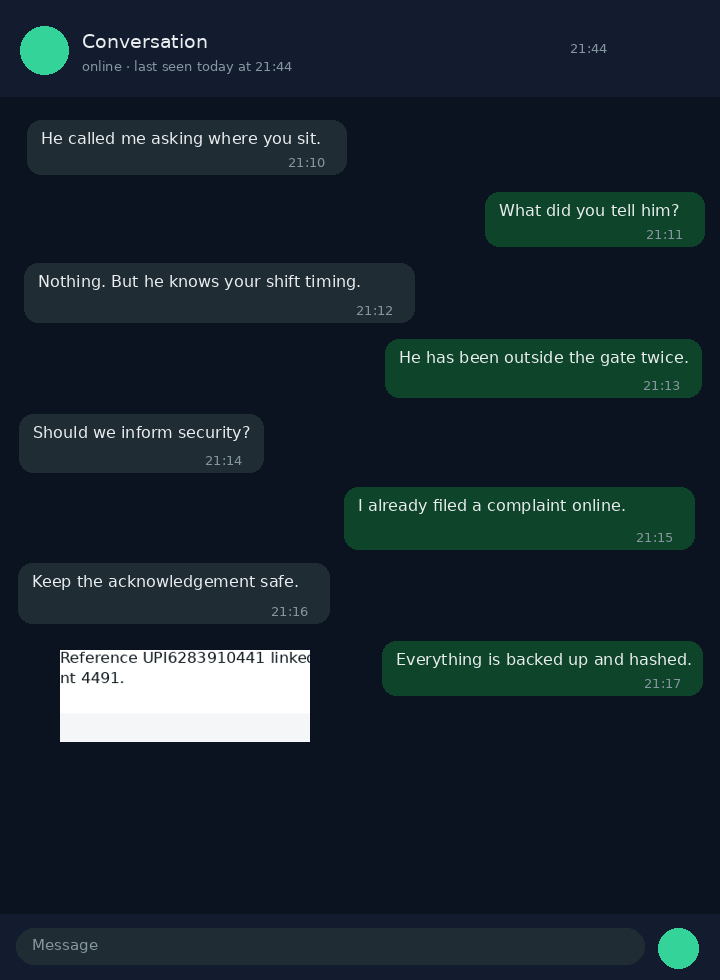 Conversation
online · last seen today at 21:44
21:44
He called me asking where you sit.
21:10
What did you tell him?
21:11
Nothing. But he knows your shift timing.
21:12
He has been outside the gate twice.
21:13
Should we inform security?
21:14
I already filed a complaint online.
21:15
Keep the acknowledgement safe.
21:16
Everything is backed up and hashed.
21:17
Reference UPI6283910441 linked
nt 4491.
Message